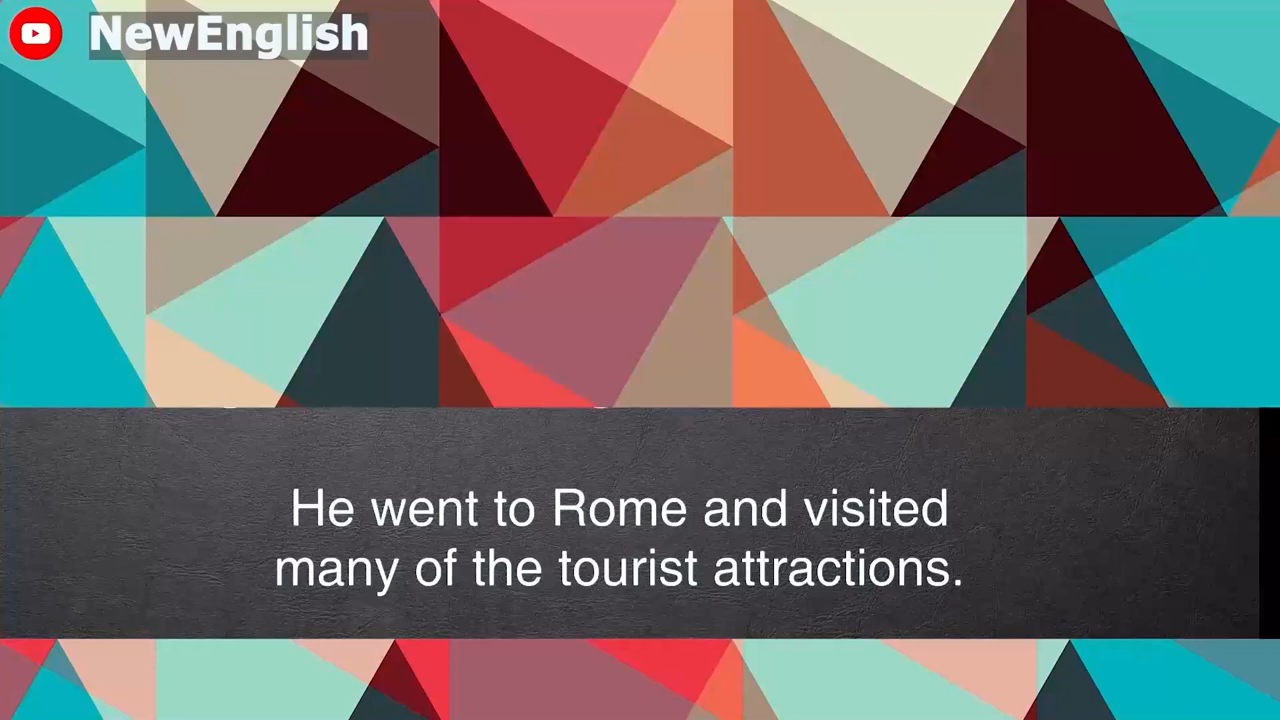 NewEnglish
He went to Rome and visited
many of the tourist attractions.